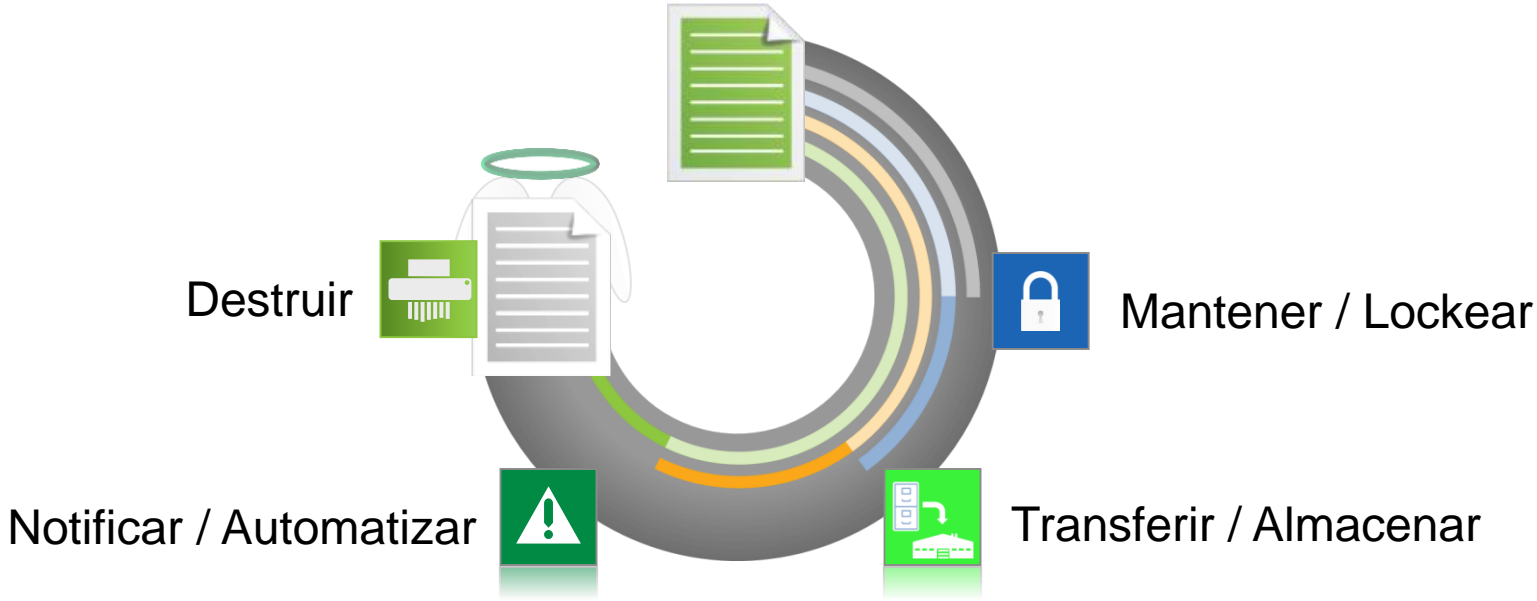 Destruir
Mantener / Lockear
Notificar / Automatizar
Transferir / Almacenar